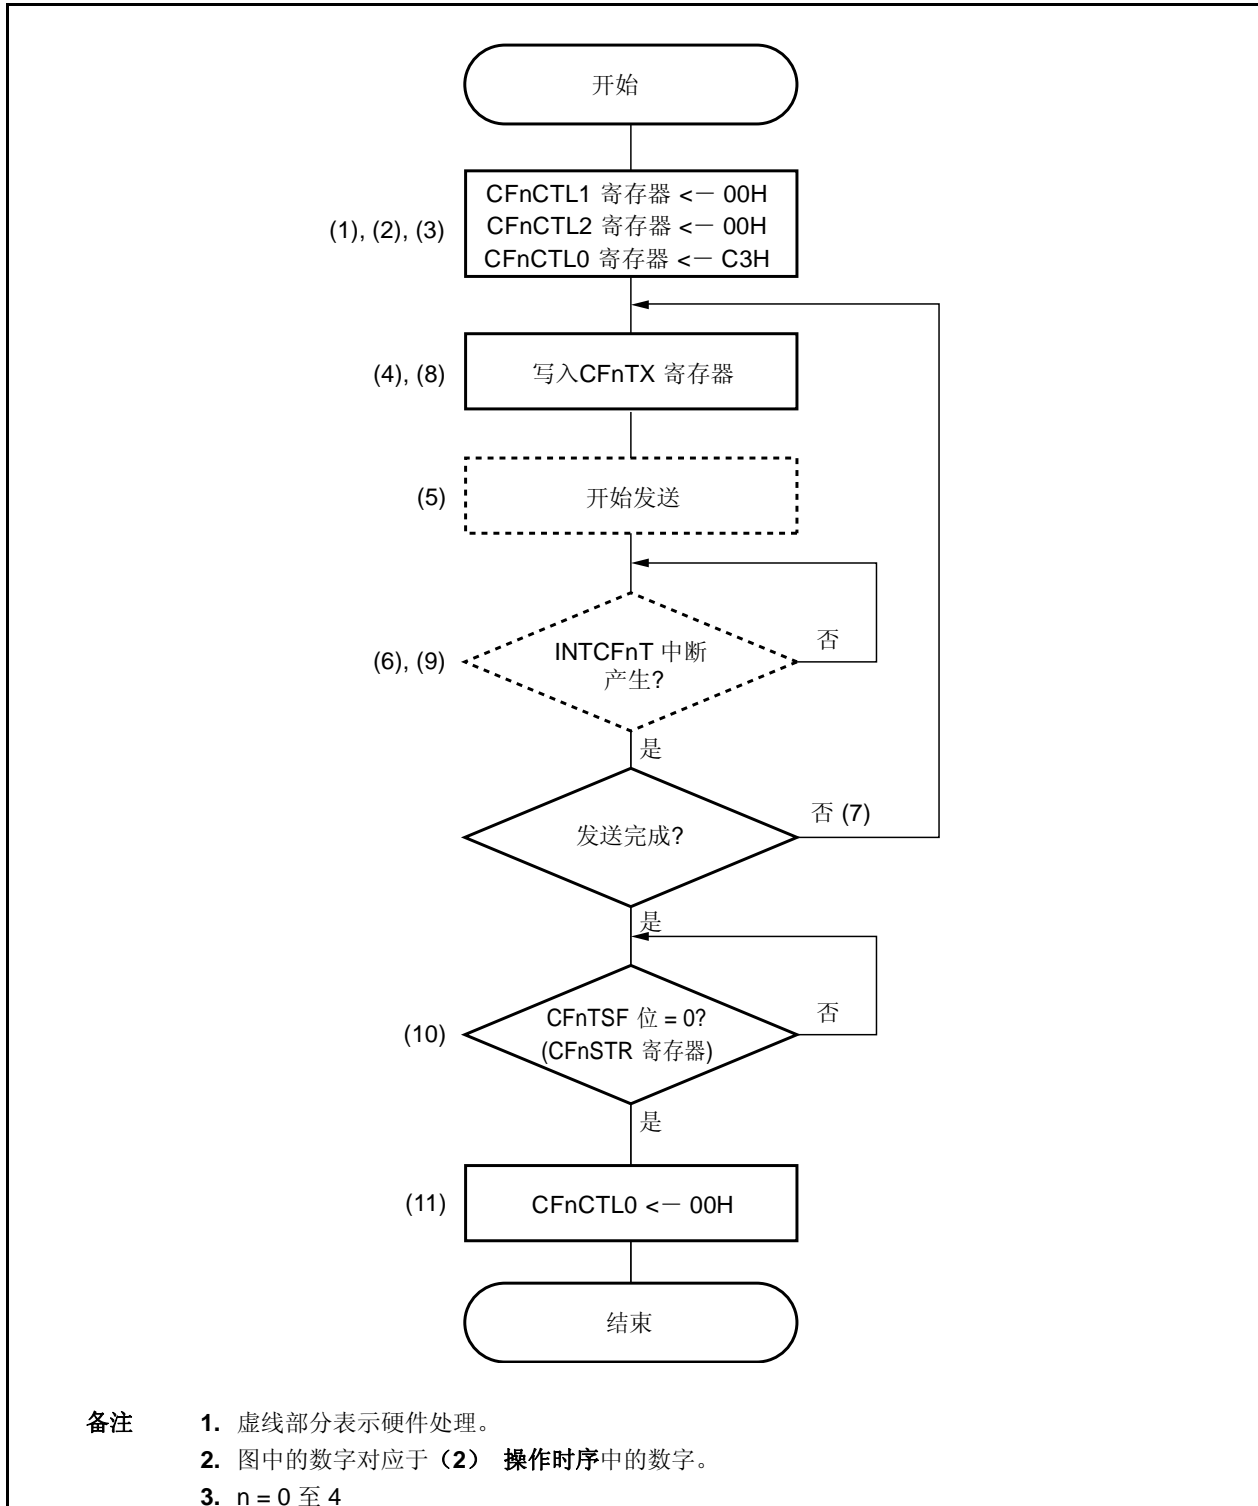 开始
CFnCTL1 寄存器 <— 00H
CFnCTL2 寄存器 <— 00H
CFnCTL0 寄存器 <— C3H
(1), (2), (3)
(4), (8)
写入CFnTX 寄存器
(5)
开始发送
(6), (9)
INTCFnT 中断
产生?
否
是
发送完成?
否 (7)
是
(10)
CFnTSF 位 = 0?
(CFnSTR 寄存器)
否
是
(11)
CFnCTL0 <— 00H
结束
备注 1. 虚线部分表示硬件处理。
2. 图中的数字对应于（2） 操作时序中的数字。
3. n = 0 至 4